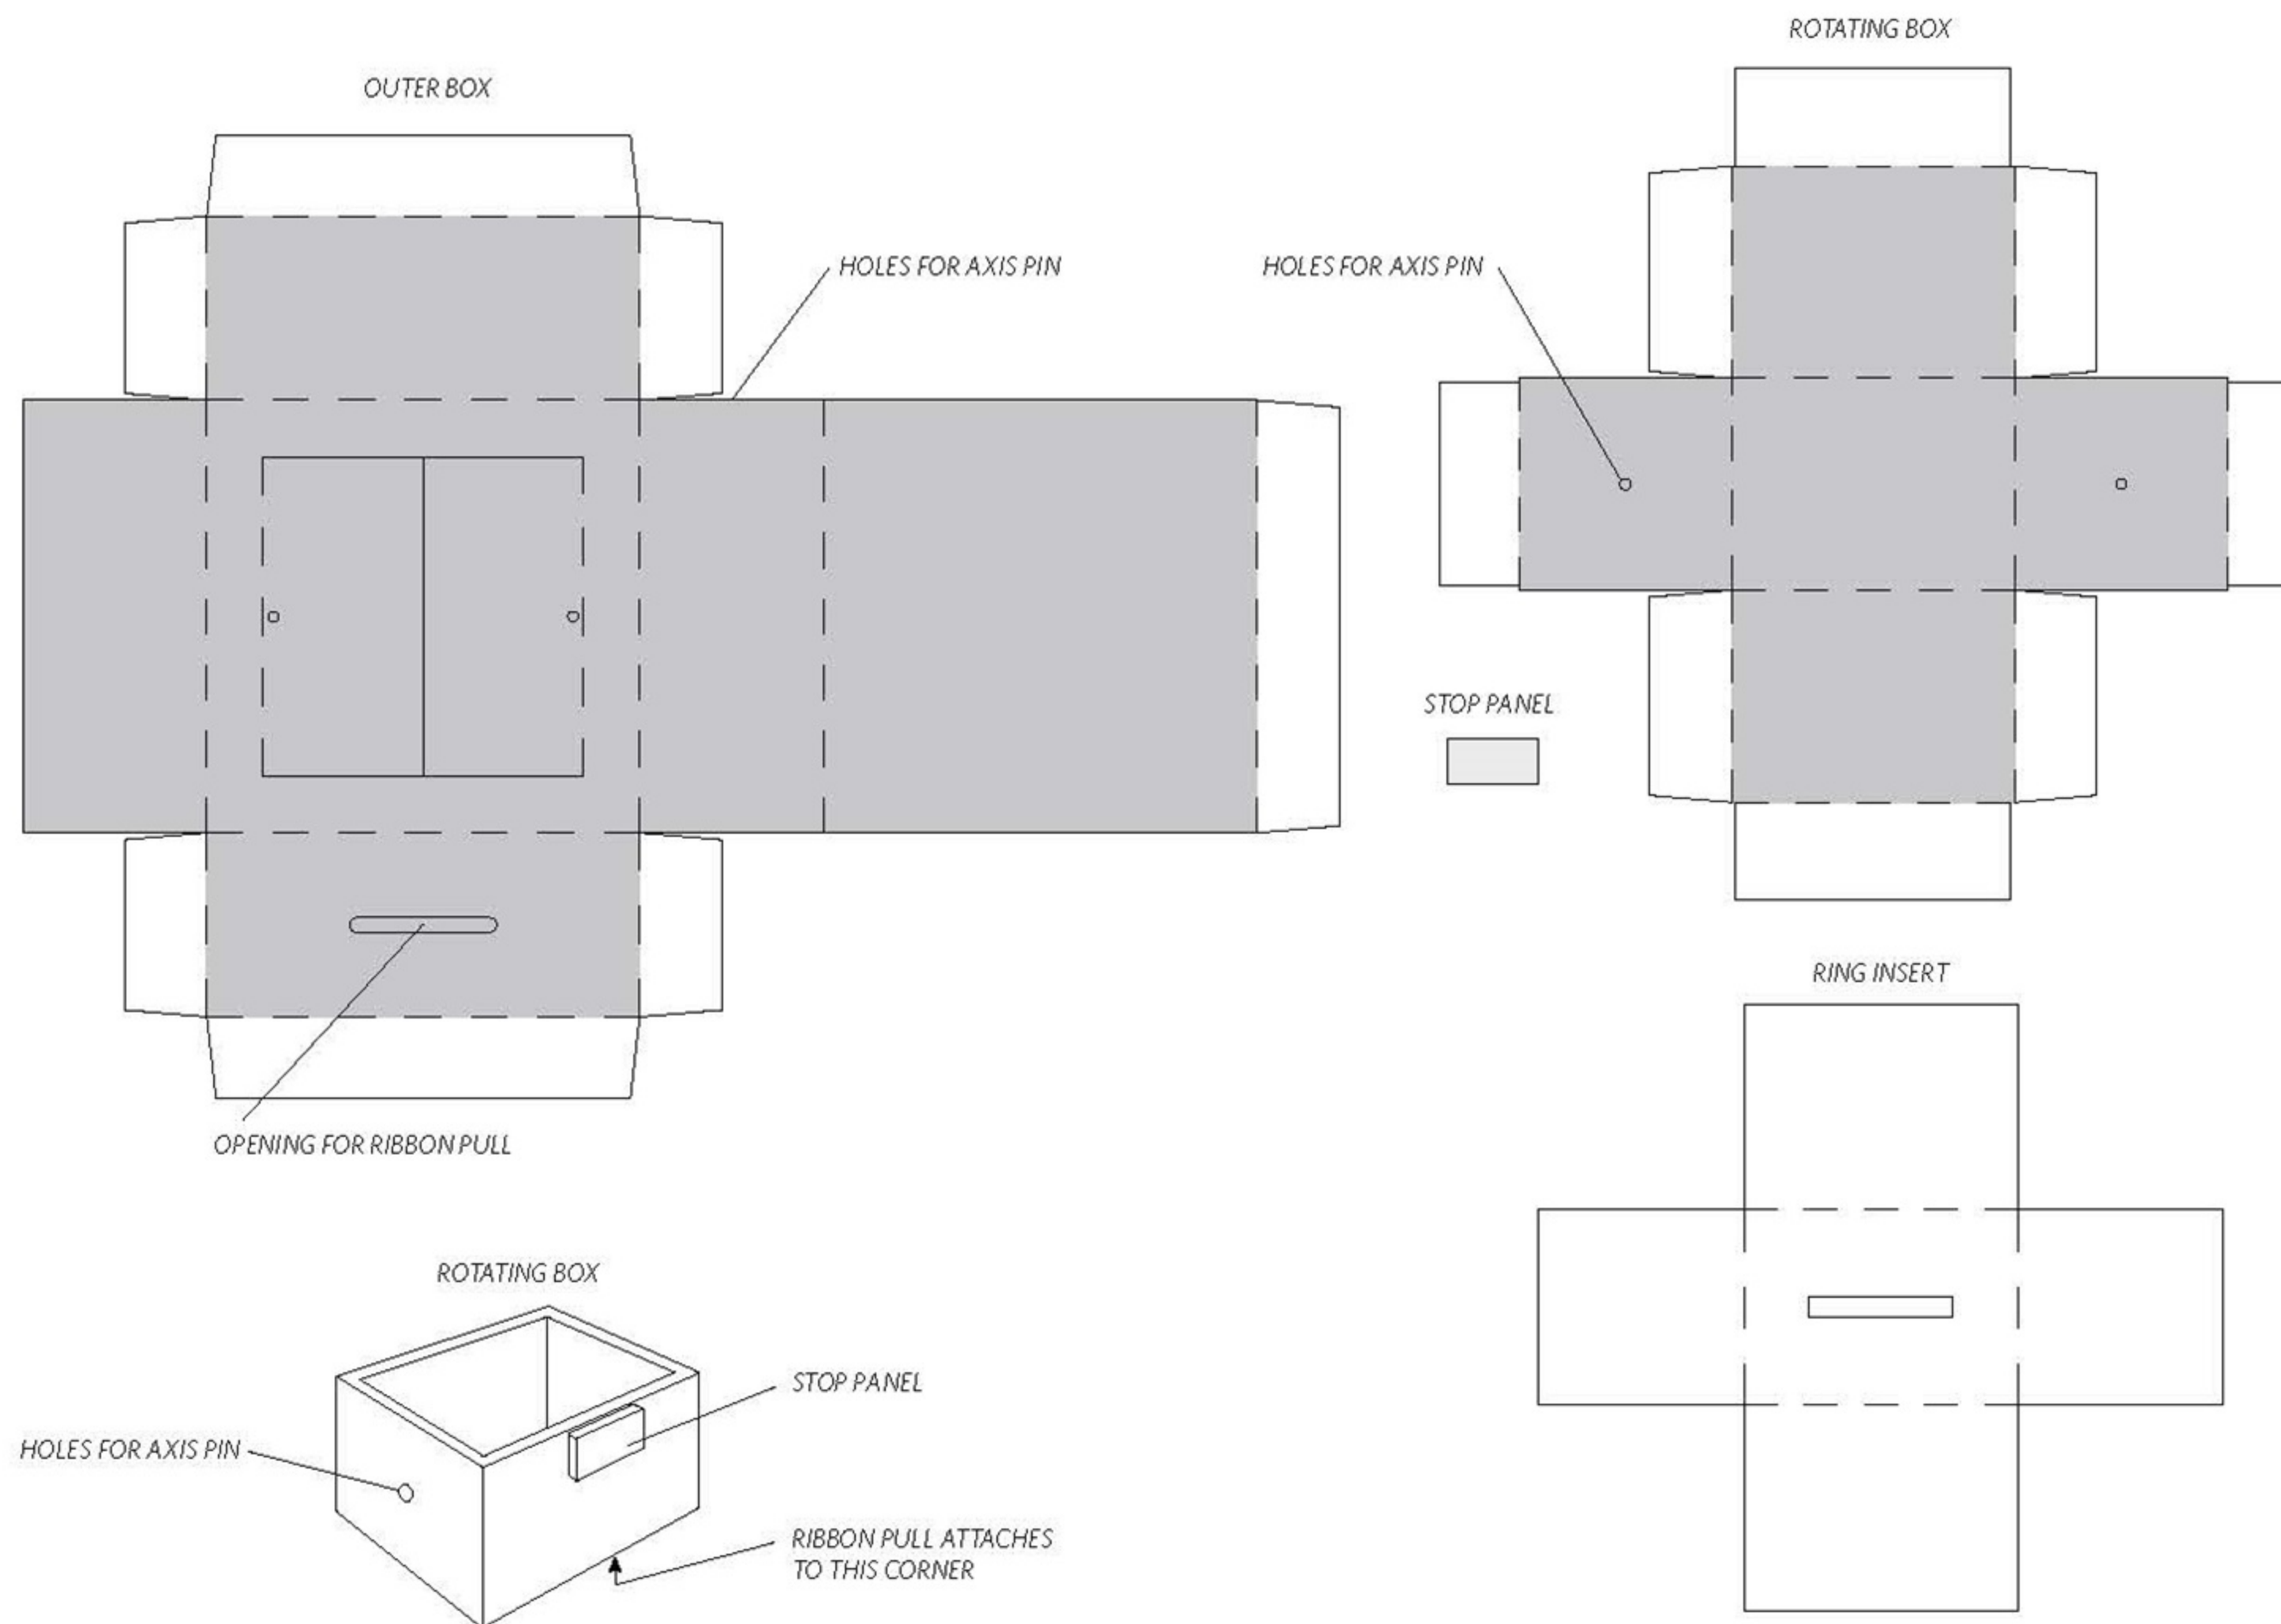 ROTATING BOX
OUTER BOX
HOLES FOR AXIS PIN
HOLES FOR AXIS PIN
STOP PANEL
RING INSERT
OPENING FOR RIBBON PULL
ROTATING BOX
STOP PANEL
HOLES FOR AXIS PIN
RIBBON PULL ATTACHES
TO THIS CORNER